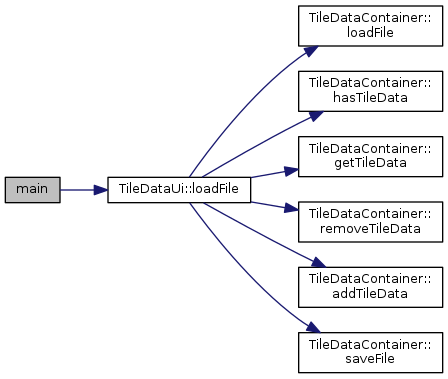 main
TileDataUi::loadFile
TileDataContainer::
loadFile
TileDataContainer::
hasTileData
TileDataContainer::
getTileData
TileDataContainer::
removeTileData
TileDataContainer::
addTileData
TileDataContainer::
saveFile